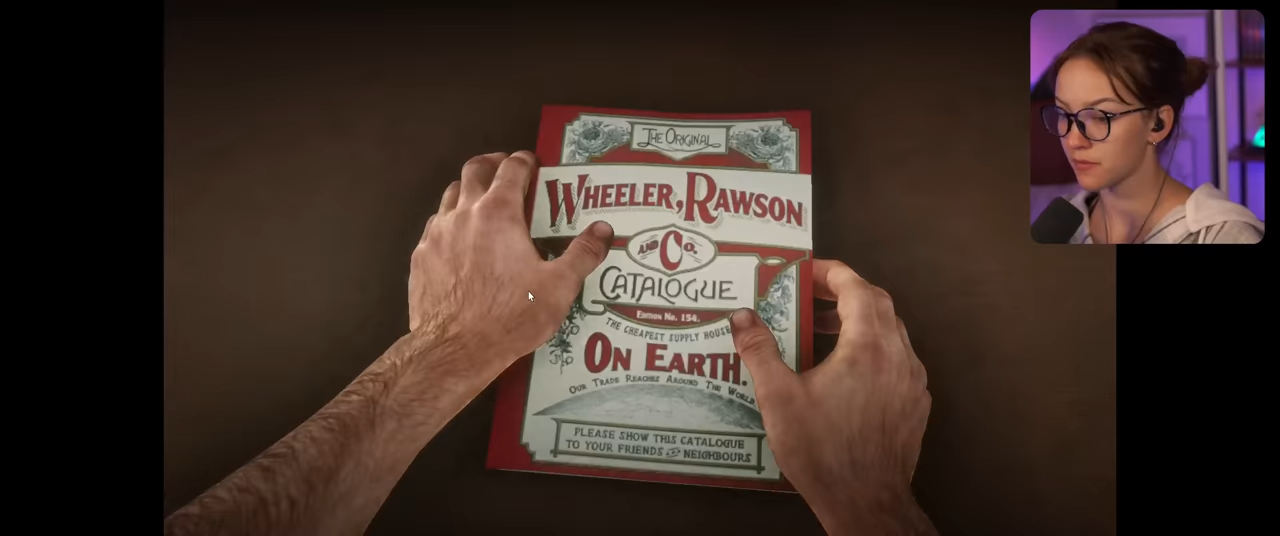 THE ORIGINAL
WHEELER, RAWSON
AND CO.
CATALOGUE
EDITION NO. 154.
THE CHEAPEST SUPPLY HOUSE
ON EARTH.
OUR TRADE REACHES AROUND THE WORLD
PLEASE SHOW THIS CATALOGUE
TO YOUR FRIENDS AND NEIGHBOURS